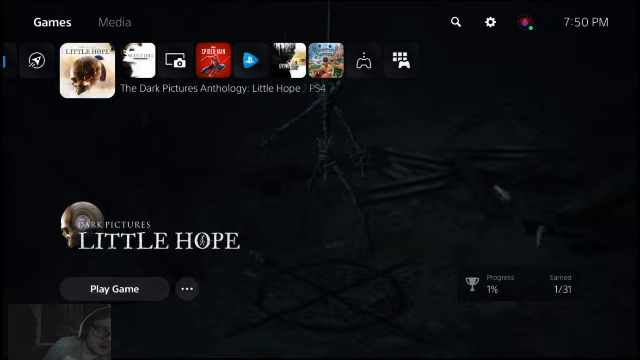 Games Media 7:50 PM
LITTLE HOPE
SPIDER-MAN
The Dark Pictures Anthology: Little Hope PS4
DARK PICTURES
LITTLE HOPE
Play Game
Progress Earned
1% 1/31